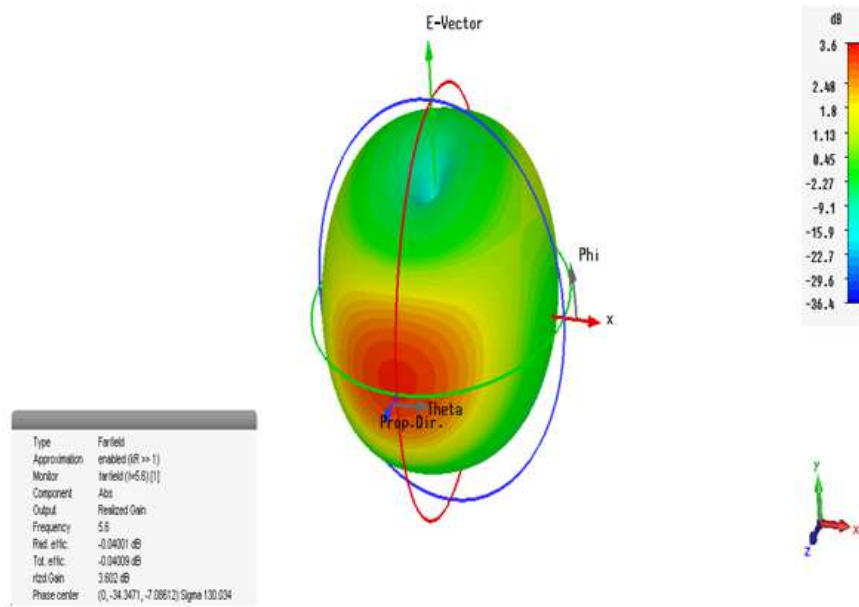 E-Vector
Phi
x
Theta
Prop.Dir.
dB
3.6
2.48
1.8
1.13
0.45
-2.27
-9.1
-15.9
-22.7
-29.6
-36.4
Type Farfield
Approximation enabled (kR >> 1)
Monitor farfield (f=5.6) [1]
Component Abs
Output Realized Gain
Frequency 5.6
Rad. effic. -0.04001 dB
Tot. effic. -0.04009 dB
rlzd.Gain 3.602 dB
Phase center (0, -34.3471, -7.08612) Sigma 130.034
y
x
z